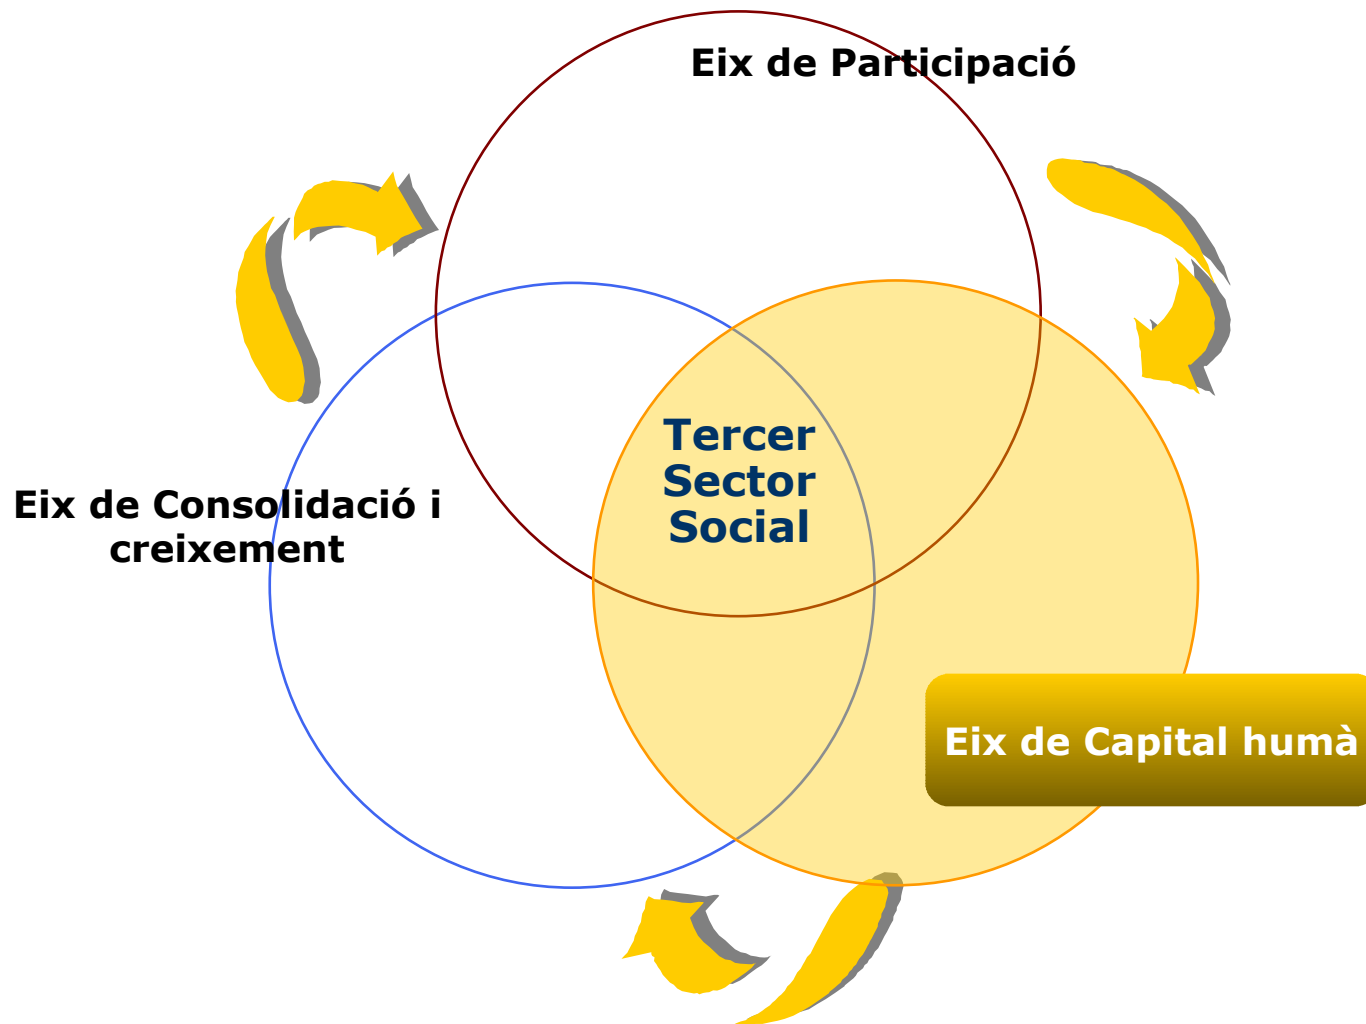 Eix de Participació
Tercer
Sector
Social
Eix de Consolidació i
creixement
Eix de Capital humà